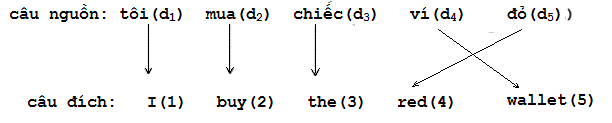 câu nguồn: tôi(d1) mua(d2) chiếc(d3) ví(d4) đỏ(d5))
câu đích: I(1) buy(2) the(3) red(4) wallet(5)